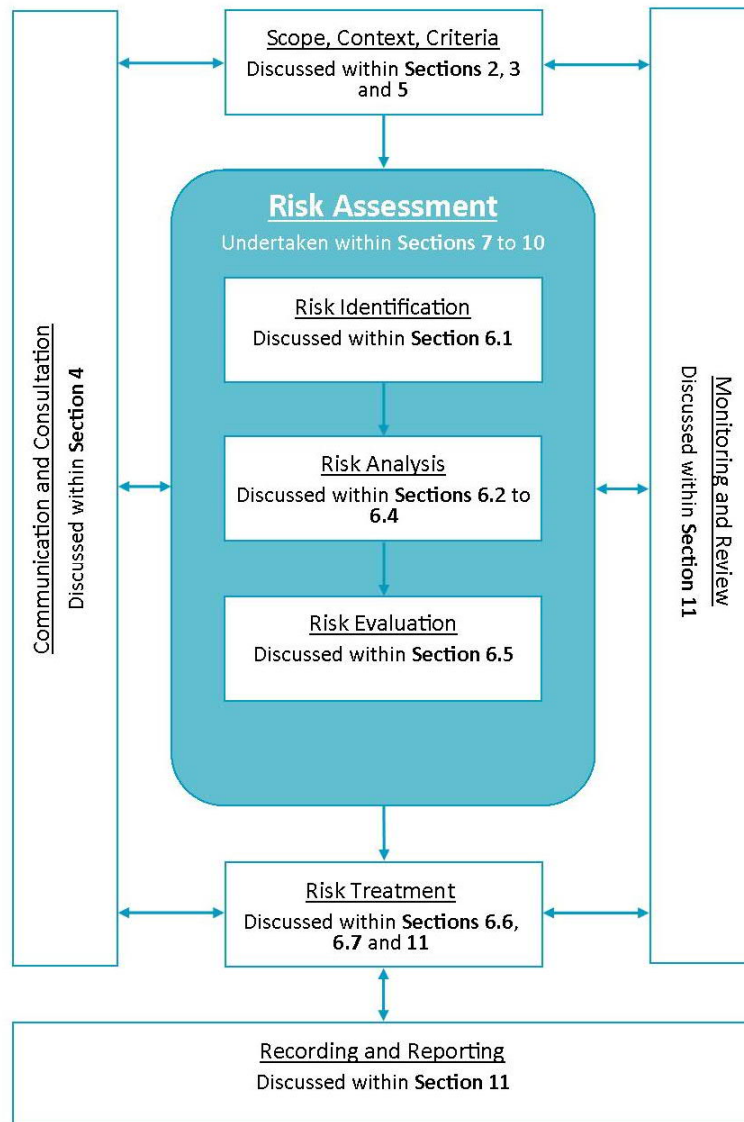 Scope, Context, Criteria
Discussed within Sections 2, 3
and 5
Risk Assessment
Undertaken within Sections 7 to 10
Risk Identification
Discussed within Section 6.1
Risk Analysis
Discussed within Sections 6.2 to
6.4
Risk Evaluation
Discussed within Section 6.5
Communication and Consultation
Discussed within Section 4
Monitoring and Review
Discussed within Section 11
Risk Treatment
Discussed within Sections 6.6,
6.7 and 11
Recording and Reporting
Discussed within Section 11